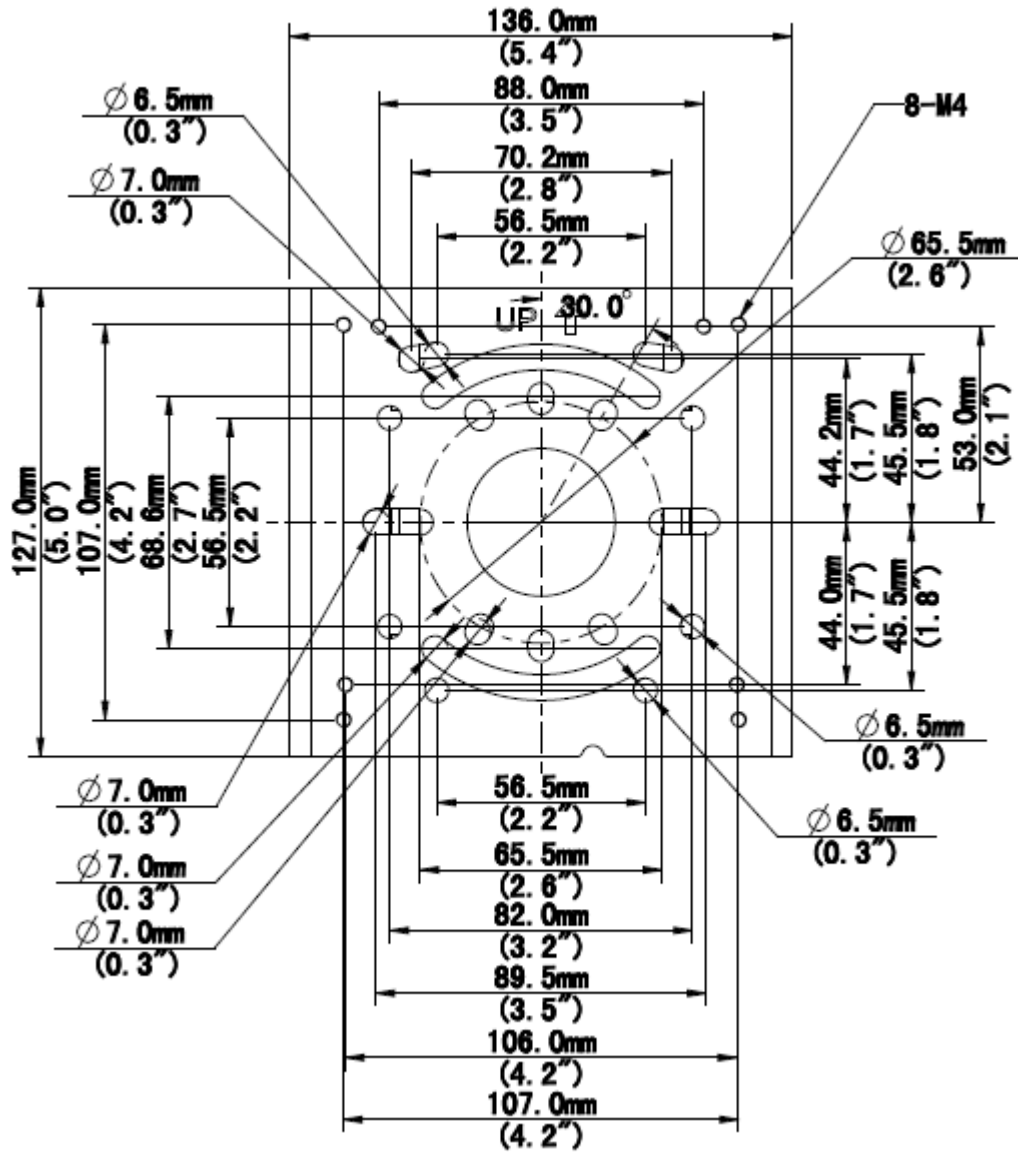 136.0mm
(5.4")
88.0mm
(3.5")
70.2mm
(2.8")
56.5mm
(2.2")
Ø6.5mm
(0.3")
Ø7.0mm
(0.3")
8-M4
Ø65.5mm
(2.6")
UP
30.0°
127.0mm
(5.0")
107.0mm
(4.2")
68.6mm
(2.7")
56.5mm
(2.2")
44.2mm
(1.7")
45.5mm
(1.8")
53.0mm
(2.1")
44.0mm
(1.7")
45.5mm
(1.8")
Ø6.5mm
(0.3")
Ø6.5mm
(0.3")
Ø7.0mm
(0.3")
Ø7.0mm
(0.3")
Ø7.0mm
(0.3")
56.5mm
(2.2")
65.5mm
(2.6")
82.0mm
(3.2")
89.5mm
(3.5")
106.0mm
(4.2")
107.0mm
(4.2")